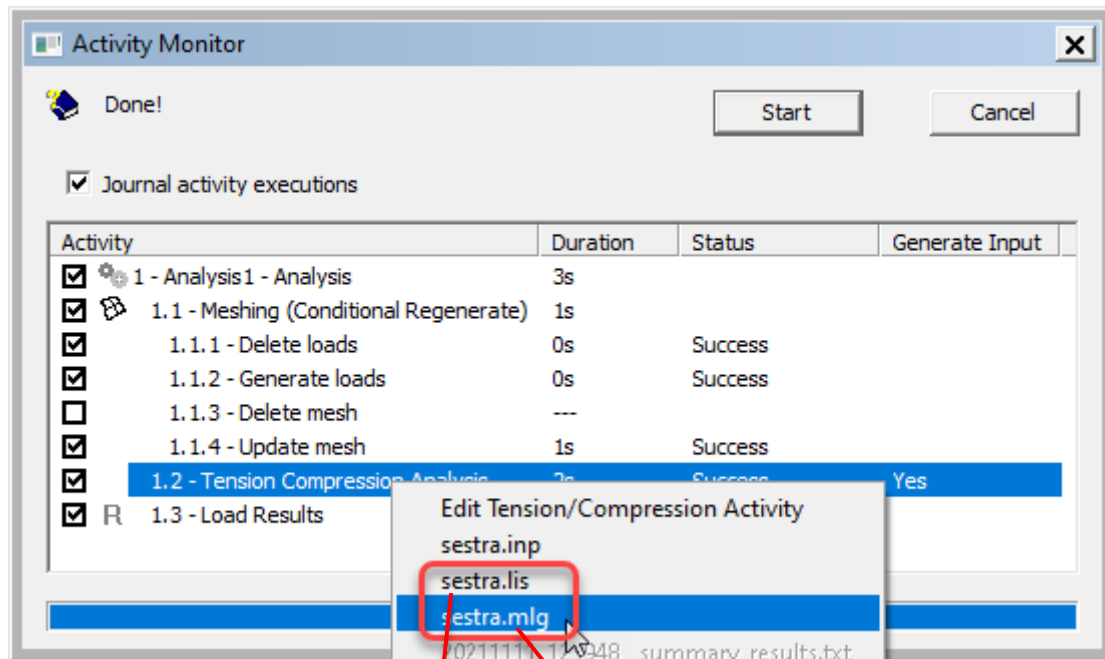 Activity Monitor
Done!
Start
Cancel
Journal activity executions
Activity Duration Status Generate Input
1 - Analysis1 - Analysis 3s
1.1 - Meshing (Conditional Regenerate) 1s
1.1.1 - Delete loads 0s Success
1.1.2 - Generate loads 0s Success
1.1.3 - Delete mesh ---
1.1.4 - Update mesh 1s Success
1.2 - Tension Compression Analysis 2s Success Yes
R 1.3 - Load Results
Edit Tension/Compression Activity
sestra.inp
sestra.lis
sestra.mlg
summary_results.txt